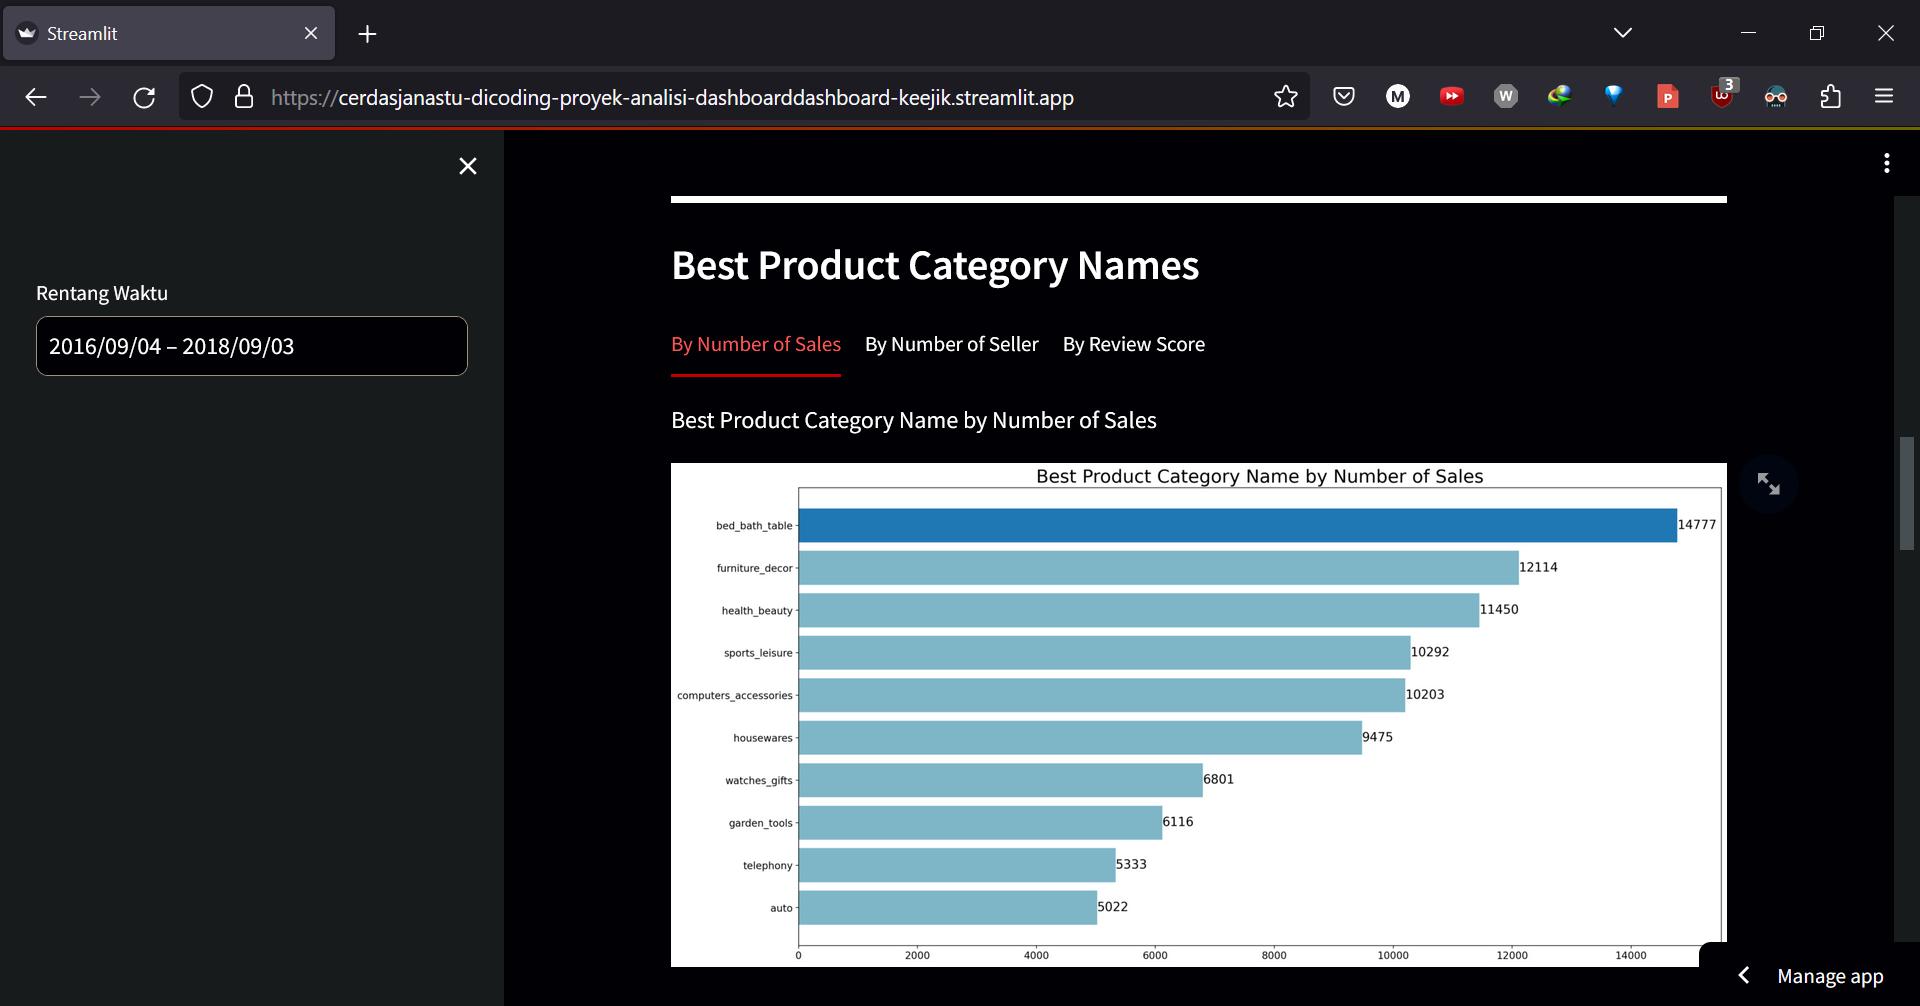 Streamlit
https://cerdasjanastu-dicoding-proyek-analisi-dashboarddashboard-keejik.streamlit.app
M
W
P
3
Rentang Waktu
2016/09/04 – 2018/09/03
Best Product Category Names
By Number of Sales By Number of Seller By Review Score
Best Product Category Name by Number of Sales
Best Product Category Name by Number of Sales
bed_bath_table 14777
furniture_decor 12114
health_beauty 11450
sports_leisure 10292
computers_accessories 10203
housewares 9475
watches_gifts 6801
garden_tools 6116
telephony 5333
auto 5022
0 2000 4000 6000 8000 10000 12000 14000
Manage app